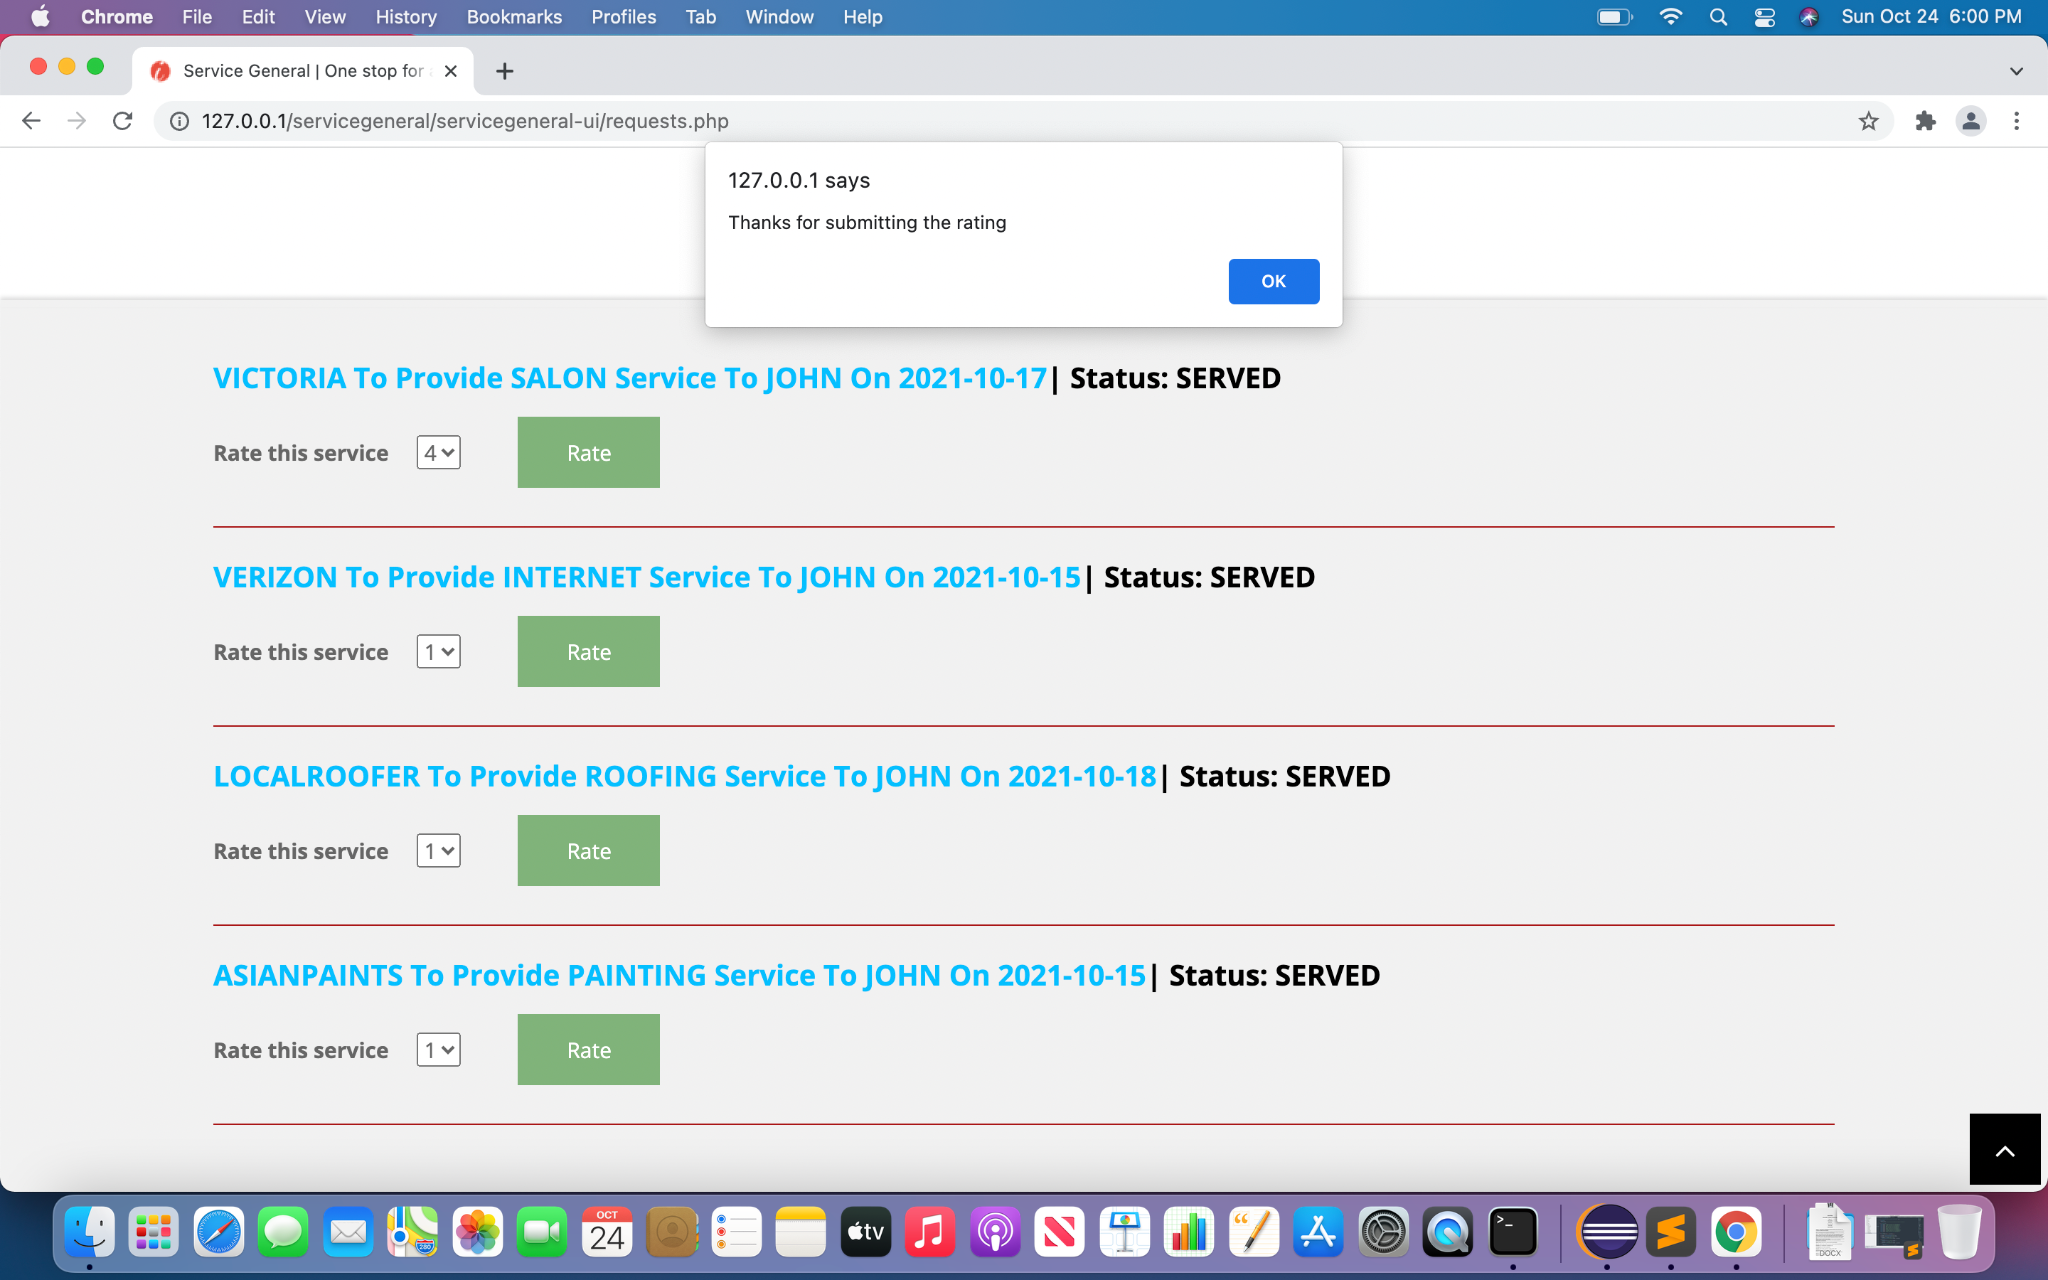 Chrome File Edit View History Bookmarks Profiles Tab Window Help Sun Oct 24 6:00 PM
Service General | One stop for
127.0.0.1/servicegeneral/servicegeneral-ui/requests.php
127.0.0.1 says
Thanks for submitting the rating
OK
VICTORIA To Provide SALON Service To JOHN On 2021-10-17| Status: SERVED
Rate this service 4 Rate
VERIZON To Provide INTERNET Service To JOHN On 2021-10-15| Status: SERVED
Rate this service 1 Rate
LOCALROOFER To Provide ROOFING Service To JOHN On 2021-10-18| Status: SERVED
Rate this service 1 Rate
ASIANPAINTS To Provide PAINTING Service To JOHN On 2021-10-15| Status: SERVED
Rate this service 1 Rate
OCT
24
280
tv
>_
DOCX